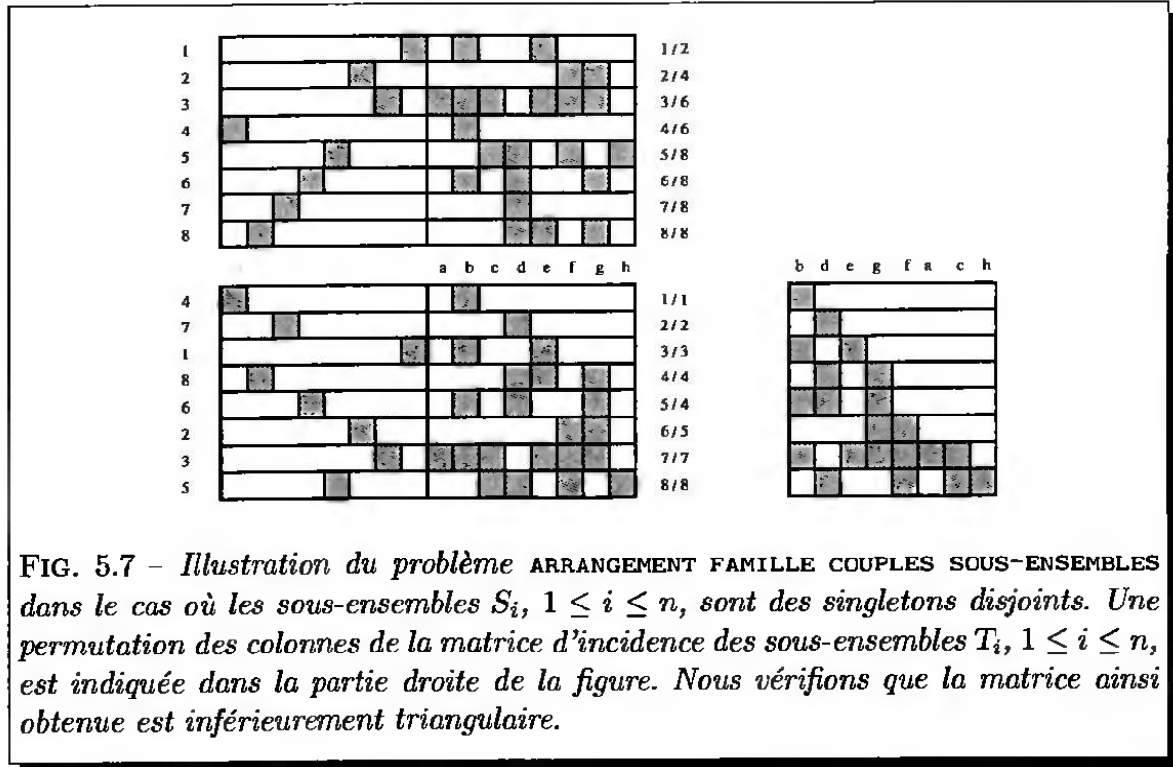 1 1/2
2 2/4
3 3/6
4 4/6
5 5/8
6 6/8
7 7/8
8 8/8
a b c d e f g h
b d e g f a c h
4 1/1
7 2/2
1 3/3
8 4/4
6 5/4
2 6/5
3 7/7
5 8/8
FIG. 5.7 – Illustration du problème ARRANGEMENT FAMILLE COUPLES SOUS-ENSEMBLES
dans le cas où les sous-ensembles Sᵢ, 1 ≤ i ≤ n, sont des singletons disjoints. Une
permutation des colonnes de la matrice d'incidence des sous-ensembles Tᵢ, 1 ≤ i ≤ n,
est indiquée dans la partie droite de la figure. Nous vérifions que la matrice ainsi
obtenue est inférieurement triangulaire.